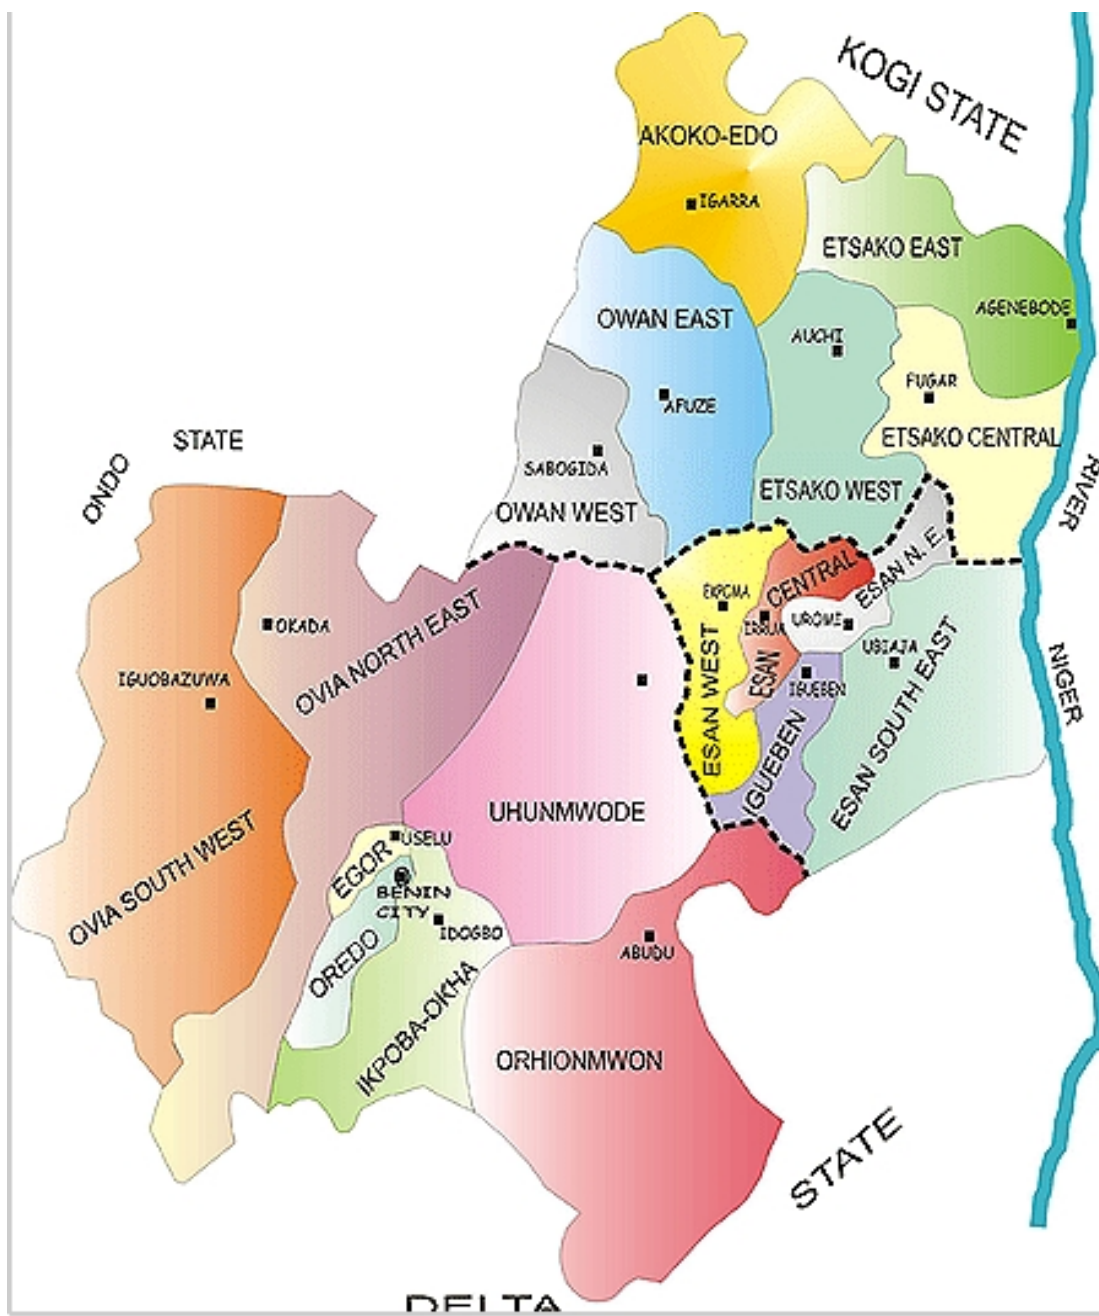 KOGI STATE
AKOKO-EDO
IGARRA
ETSAKO EAST
AGENEBODE
OWAN EAST
AUCHI
AFUZE
FUGAR
ETSAKO CENTRAL
STATE
ONDO
SABOGIDA
OWAN WEST
ETSAKO WEST
RIVER
ESAN N. E.
CENTRAL
EKPOMA
IRRUA
UROMI
UBIAJA
OKADA
OVIA NORTH EAST
IGUOBAZUWA
ESAN WEST
ESAN
IGUEBEN
IGUEBEN
ESAN SOUTH EAST
NIGER
UHUNMWODE
OVIA SOUTH WEST
USELU
EGOR
BENIN
CITY
IDOGBO
OREDO
ABUDU
IKPOBA-OKHA
ORHIONMWON
STATE
DELTA